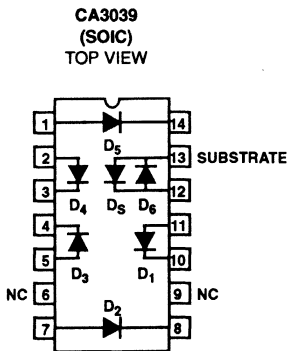 CA3039
(SOIC)
TOP VIEW
1 14
D5
2 13 SUBSTRATE
3 12
D4 DS D6
4 11
5 10
D3 D1
NC 6 9 NC
D2
7 8